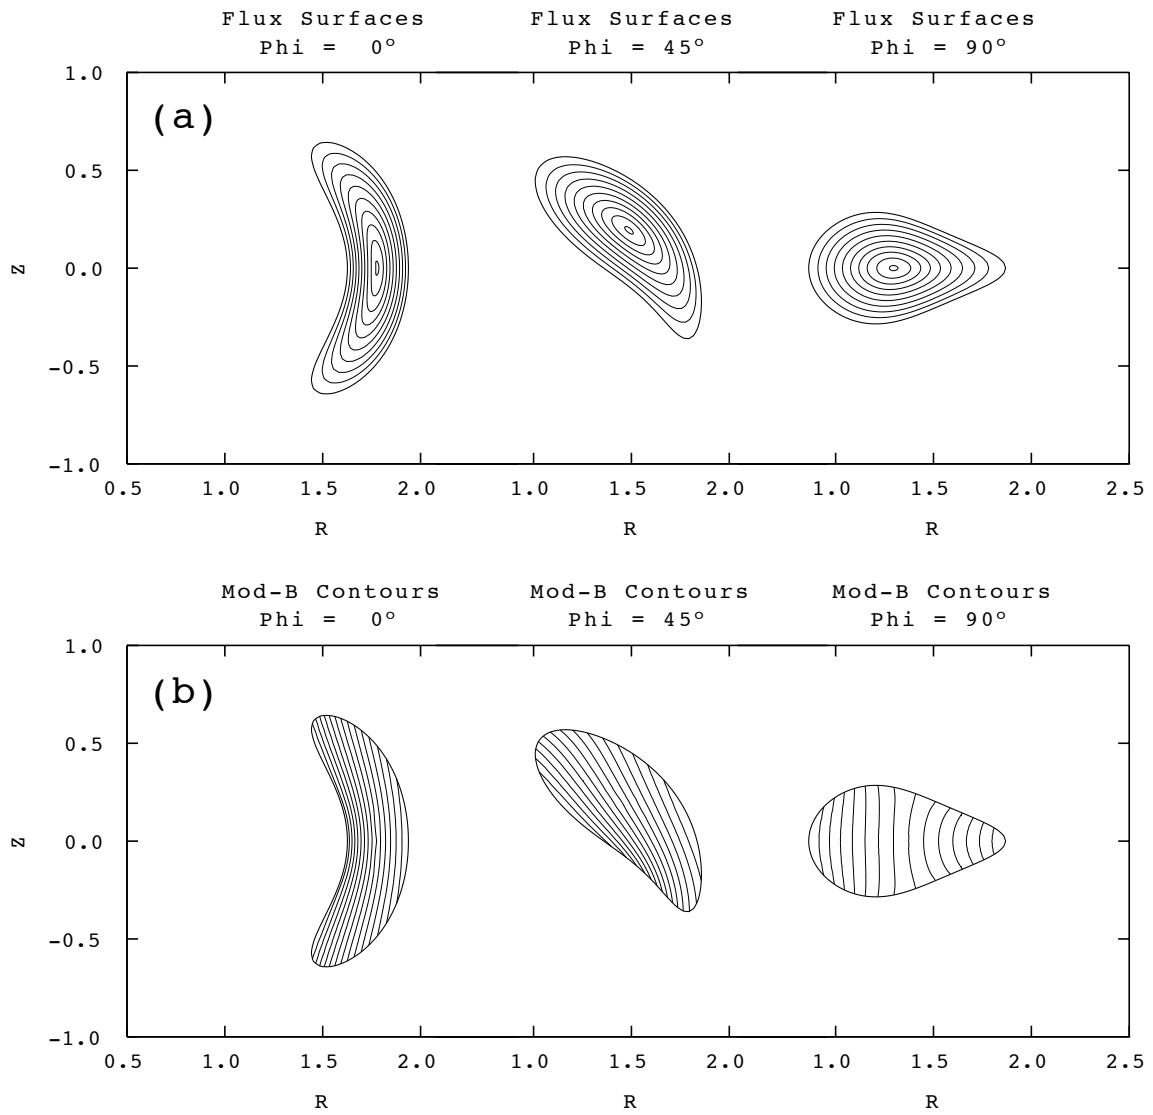 Flux Surfaces Flux Surfaces Flux Surfaces
Phi = 0° Phi = 45° Phi = 90°
1.0
(a)
0.5
Z 0.0
−0.5
−1.0
0.5 1.0 1.5 2.0 1.0 1.5 2.0 1.0 1.5 2.0 2.5
R R R
Mod−B Contours Mod−B Contours Mod−B Contours
Phi = 0° Phi = 45° Phi = 90°
1.0
(b)
0.5
Z 0.0
−0.5
−1.0
0.5 1.0 1.5 2.0 1.0 1.5 2.0 1.0 1.5 2.0 2.5
R R R